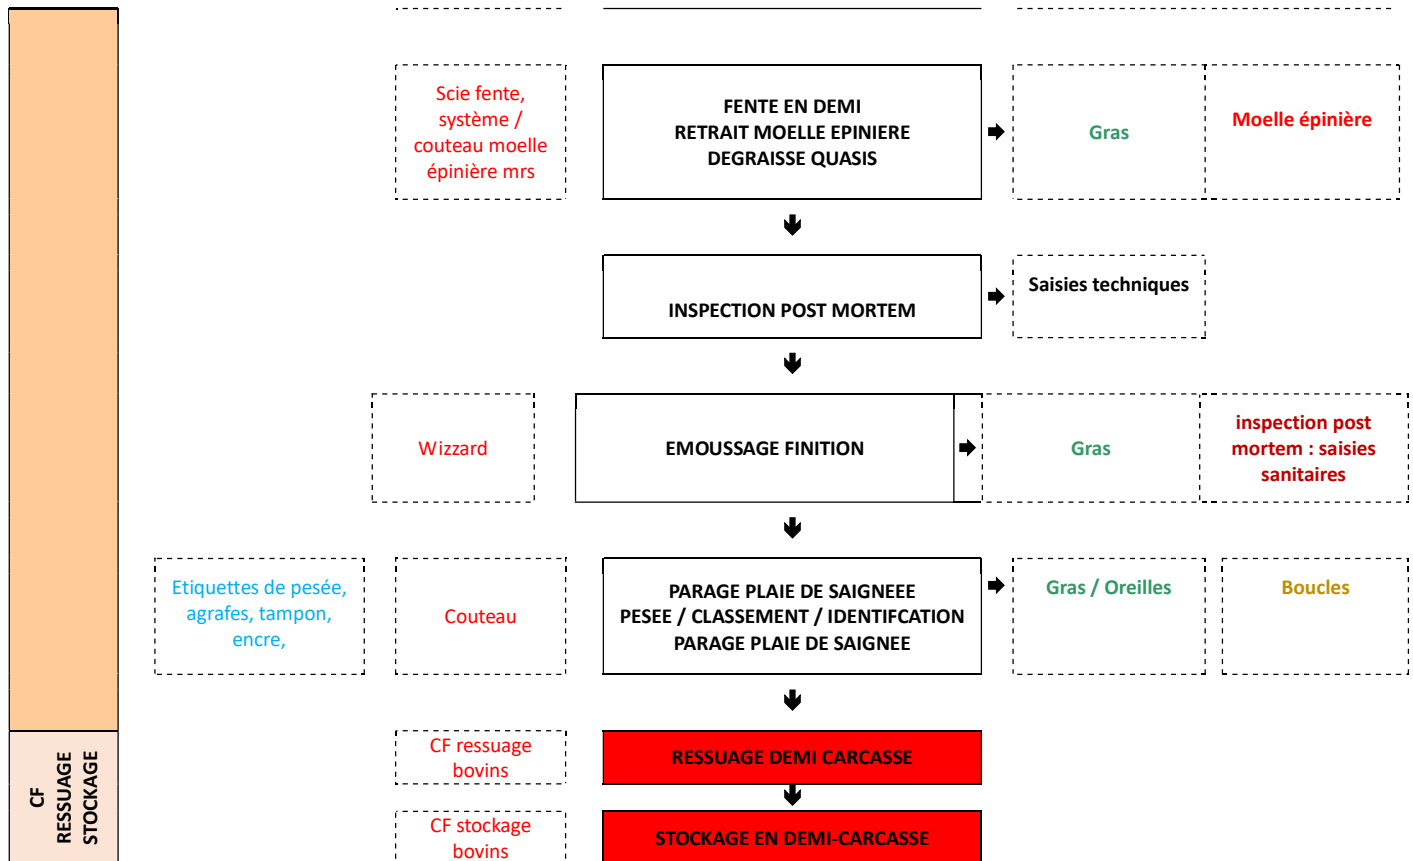 Scie fente,
système /
couteau moelle
épinière mrs
FENTE EN DEMI
RETRAIT MOELLE EPINIERE
DEGRAISSE QUASIS
Gras
Moelle épinière
INSPECTION POST MORTEM
Saisies techniques
Wizzard
EMOUSSAGE FINITION
Gras
inspection post
mortem : saisies
sanitaires
Etiquettes de pesée,
agrafes, tampon,
encre,
Couteau
PARAGE PLAIE DE SAIGNEEE
PESEE / CLASSEMENT / IDENTIFCATION
PARAGE PLAIE DE SAIGNEE
Gras / Oreilles
Boucles
CF
RESSUAGE
STOCKAGE
CF ressuage
bovins
RESSUAGE DEMI CARCASSE
CF stockage
bovins
STOCKAGE EN DEMI-CARCASSE